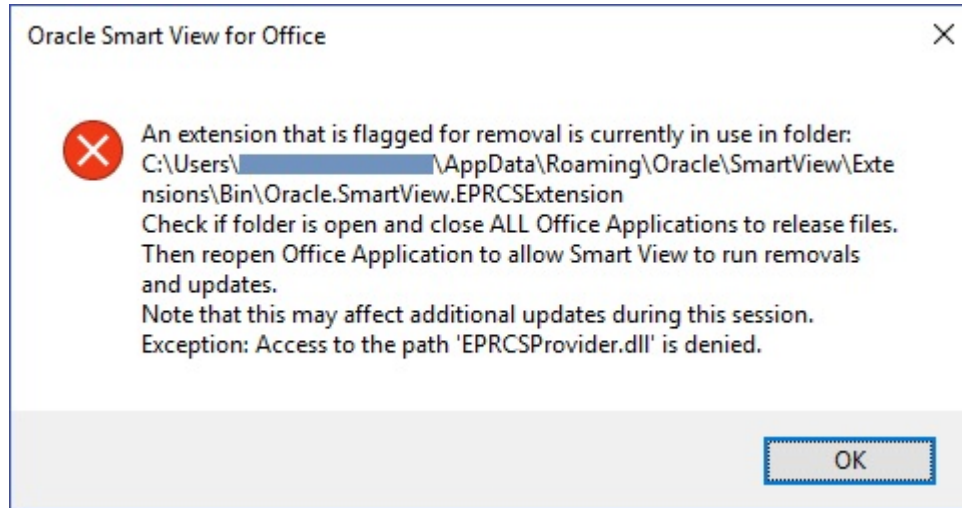 Oracle Smart View for Office
An extension that is flagged for removal is currently in use in folder:
C:\Users\ \AppData\Roaming\Oracle\SmartView\Exte
nsions\Bin\Oracle.SmartView.EPRCSExtension
Check if folder is open and close ALL Office Applications to release files.
Then reopen Office Application to allow Smart View to run removals
and updates.
Note that this may affect additional updates during this session.
Exception: Access to the path 'EPRCSProvider.dll' is denied.
OK